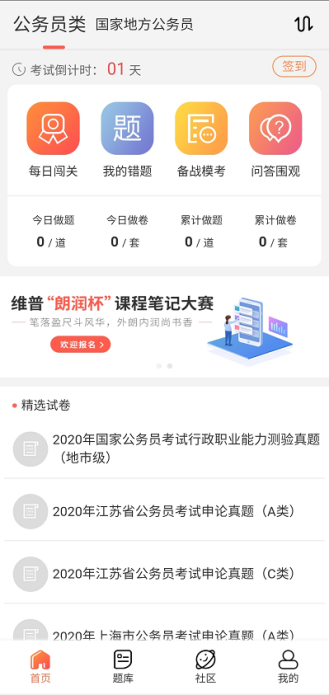 公务员类 国家地方公务员
考试倒计时： 01 天 签到
每日闯关 我的错题 备战模考 问答围观
今日做题 今日做卷 累计做题 累计做卷
0 / 道 0 / 套 0 / 道 0 / 套
维普“朗润杯”课程笔记大赛
笔落盈尺斗风华，外朗内润尚书香
欢迎报名 >
精选试卷
2020年国家公务员考试行政职业能力测验真题
（地市级）
2020年江苏省公务员考试申论真题（A类）
2020年江苏省公务员考试申论真题（C类）
2020年上海市公务员考试申论真题（A类）
首页 题库 社区 我的